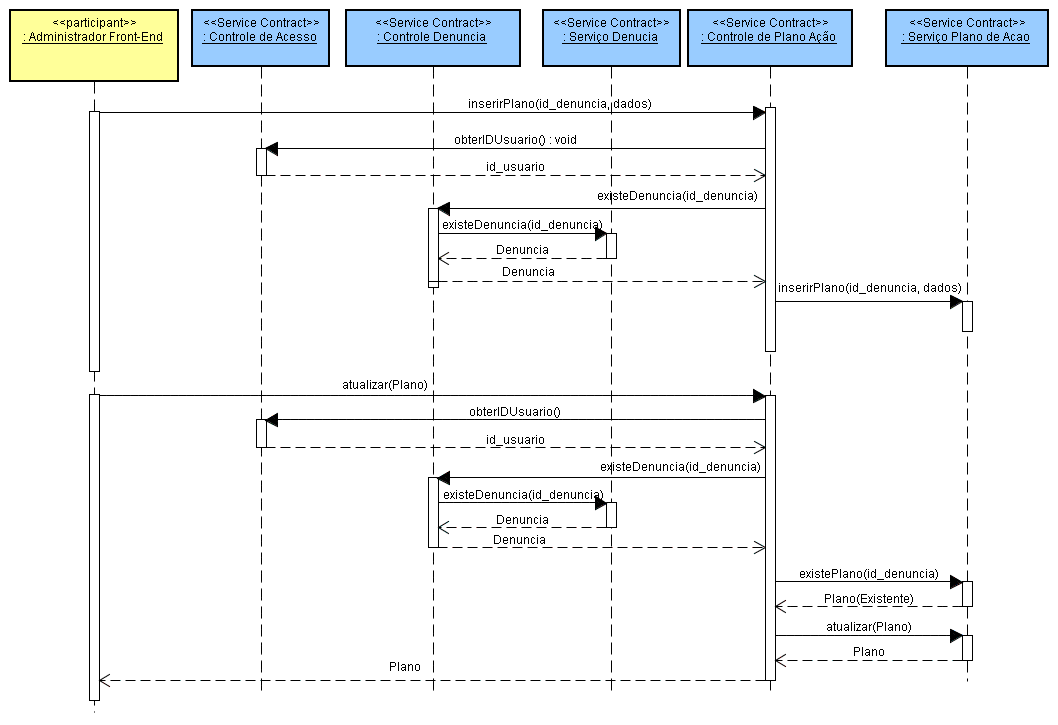 <<participant>>
: Administrador Front-End
<<Service Contract>>
: Controle de Acesso
<<Service Contract>>
: Controle Denuncia
<<Service Contract>>
: Serviço Denucia
<<Service Contract>>
: Controle de Plano Ação
<<Service Contract>>
: Serviço Plano de Acao
inserirPlano(id_denuncia, dados)
obterIDUsuario() : void
id_usuario
existeDenuncia(id_denuncia)
existeDenuncia(id_denuncia)
Denuncia
Denuncia
inserirPlano(id_denuncia, dados)
atualizar(Plano)
obterIDUsuario()
id_usuario
existeDenuncia(id_denuncia)
existeDenuncia(id_denuncia)
Denuncia
Denuncia
existePlano(id_denuncia)
Plano(Existente)
atualizar(Plano)
Plano
Plano